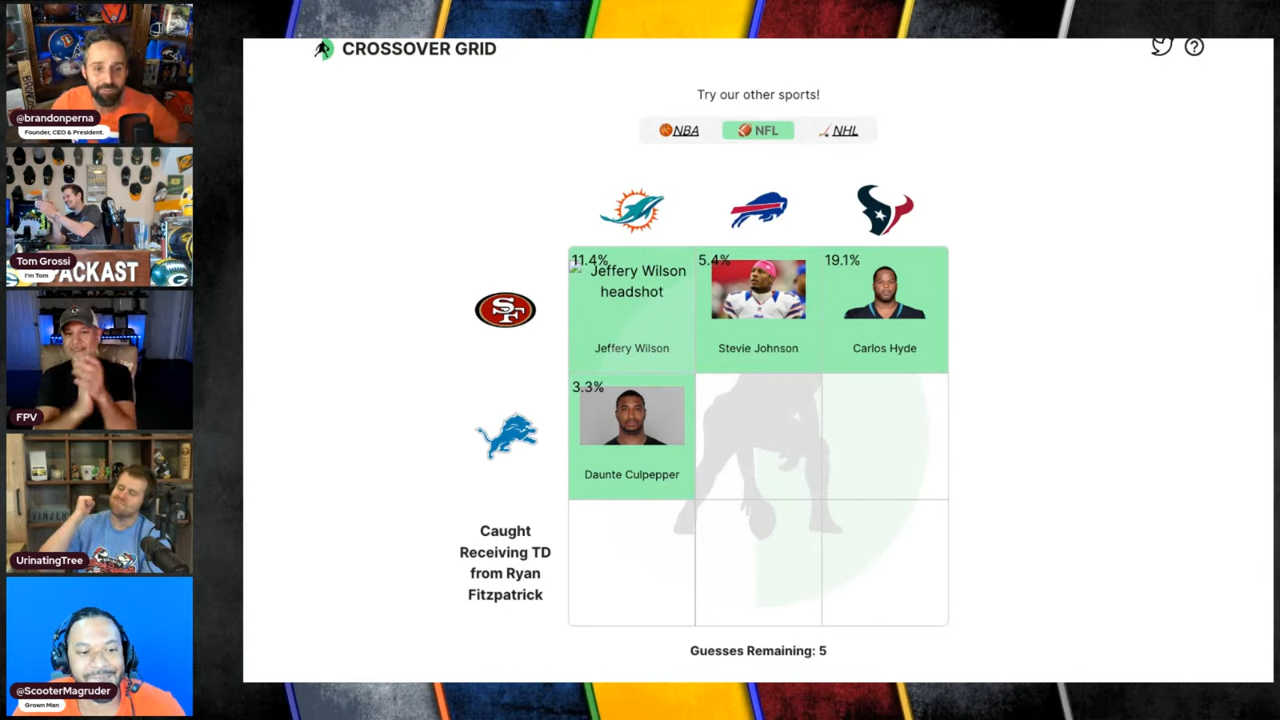 CROSSOVER GRID
Try our other sports!
NBA
NFL
NHL
11.4%
Jeffery Wilson
headshot
Jeffery Wilson
5.4%
Stevie Johnson
19.1%
Carlos Hyde
SF
3.3%
Daunte Culpepper
Caught
Receiving TD
from Ryan
Fitzpatrick
Guesses Remaining: 5
@brandonperna
Founder, CEO & President.
Tom Grossi
I'm Tom
PACKAST
FPV
UrinatingTree
@ScooterMagruder
Grown Man